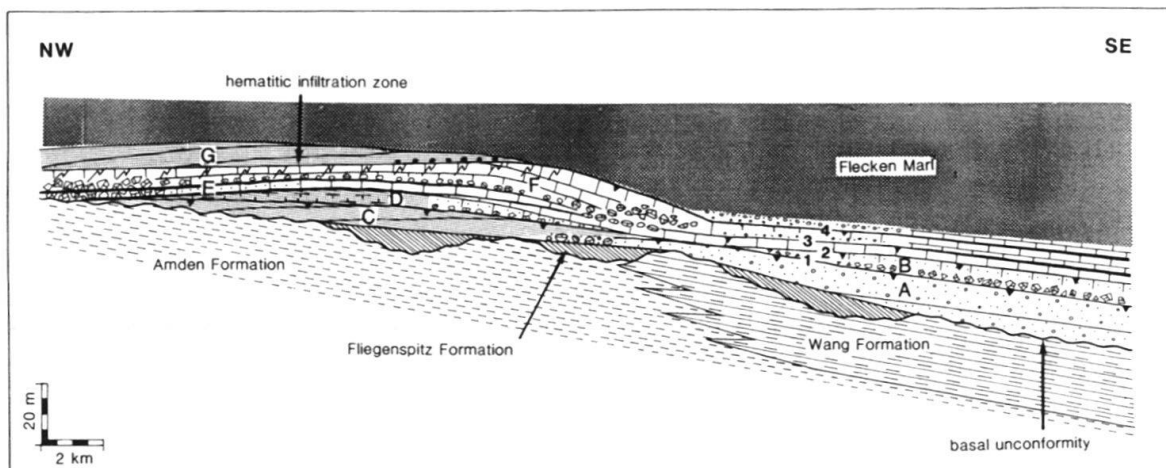 NW
SE
hematitic infiltration zone
Flecken Marl
G
E
F
D
C
4
3
2
1
B
A
Amden Formation
Fliegenspitz Formation
Wang Formation
basal unconformity
20 m
2 km